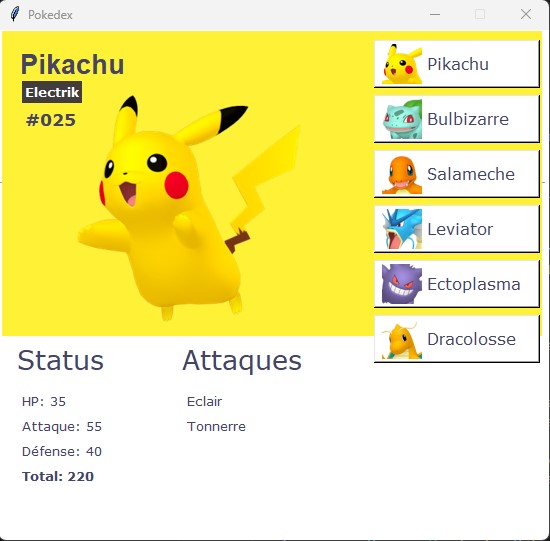 Pokedex
Pikachu
Electrik
#025
Pikachu
Bulbizarre
Salameche
Leviator
Ectoplasma
Dracolosse
Status
HP: 35
Attaque: 55
Défense: 40
Total: 220
Attaques
Eclair
Tonnerre